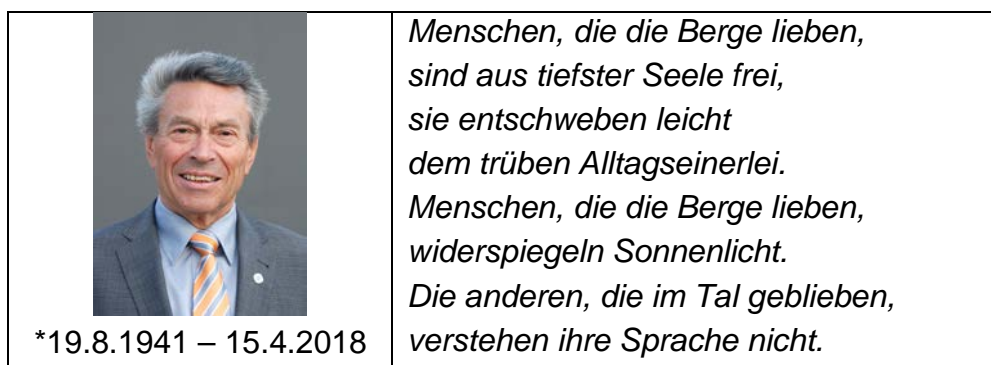 *19.8.1941 – 15.4.2018
Menschen, die die Berge lieben,
sind aus tiefster Seele frei,
sie entschweben leicht
dem trüben Alltagseinerlei.
Menschen, die die Berge lieben,
widerspiegeln Sonnenlicht.
Die anderen, die im Tal geblieben,
verstehen ihre Sprache nicht.